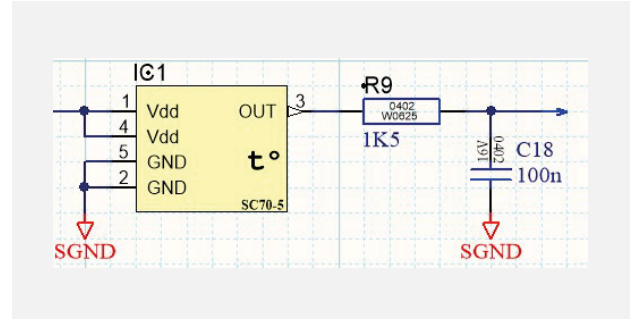 IC1
1 Vdd OUT 3
4 Vdd
5 GND t°
2 GND
SC70-5
SGND
R9
0402
W0625
1K5
16V
0402
C18
100n
SGND